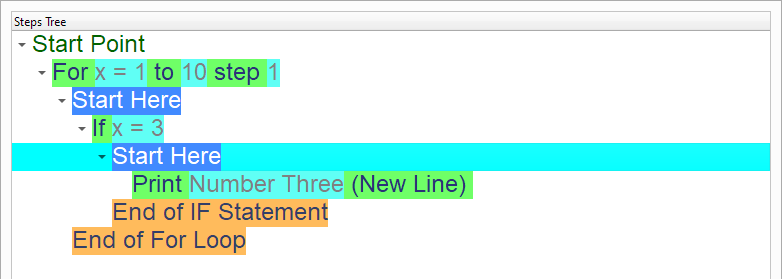 Steps Tree
Start Point
For x = 1 to 10 step 1
Start Here
If x = 3
Start Here
Print Number Three (New Line)
End of IF Statement
End of For Loop